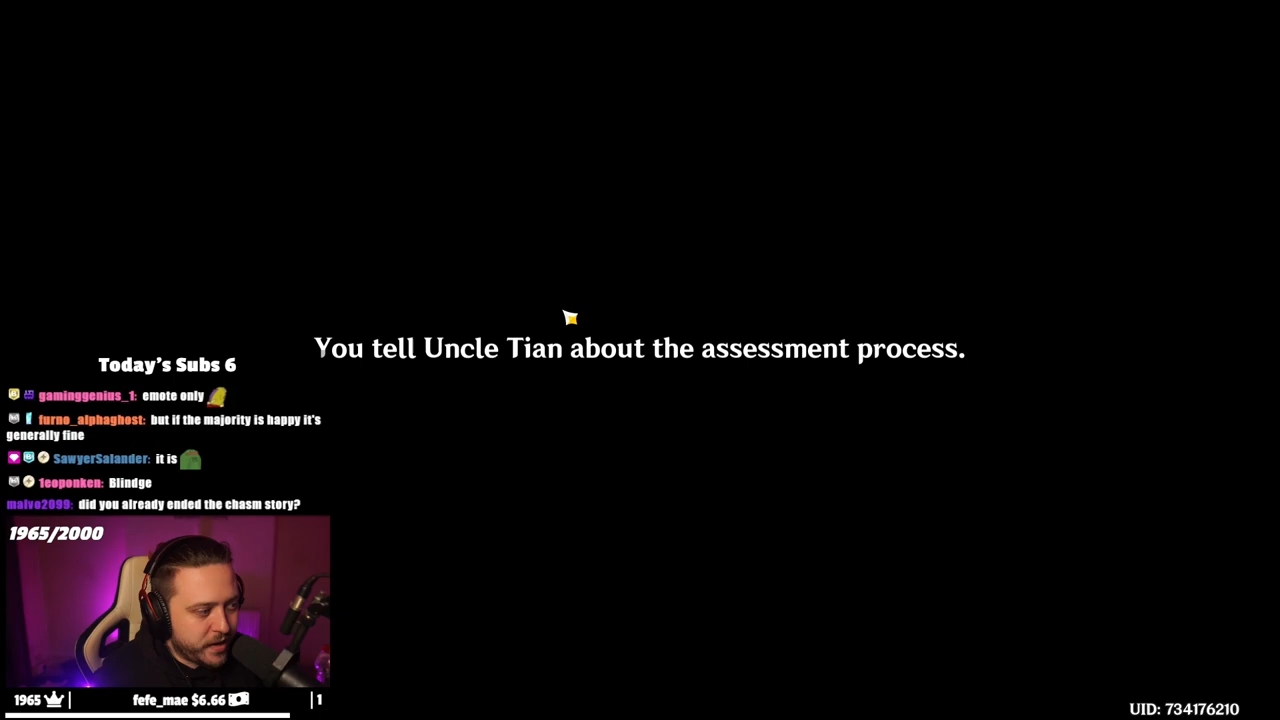 You tell Uncle Tian about the assessment process.
Today's Subs 6
gaminggenius_1: emote only
furno_alphaghost: but if the majority is happy it's
generally fine
SawyerSalander: it is
1eoponken: Blindge
malvo2099: did you already ended the chasm story?
1965/2000
1965 | fefe_mae $6.66 | 1
UID: 734176210